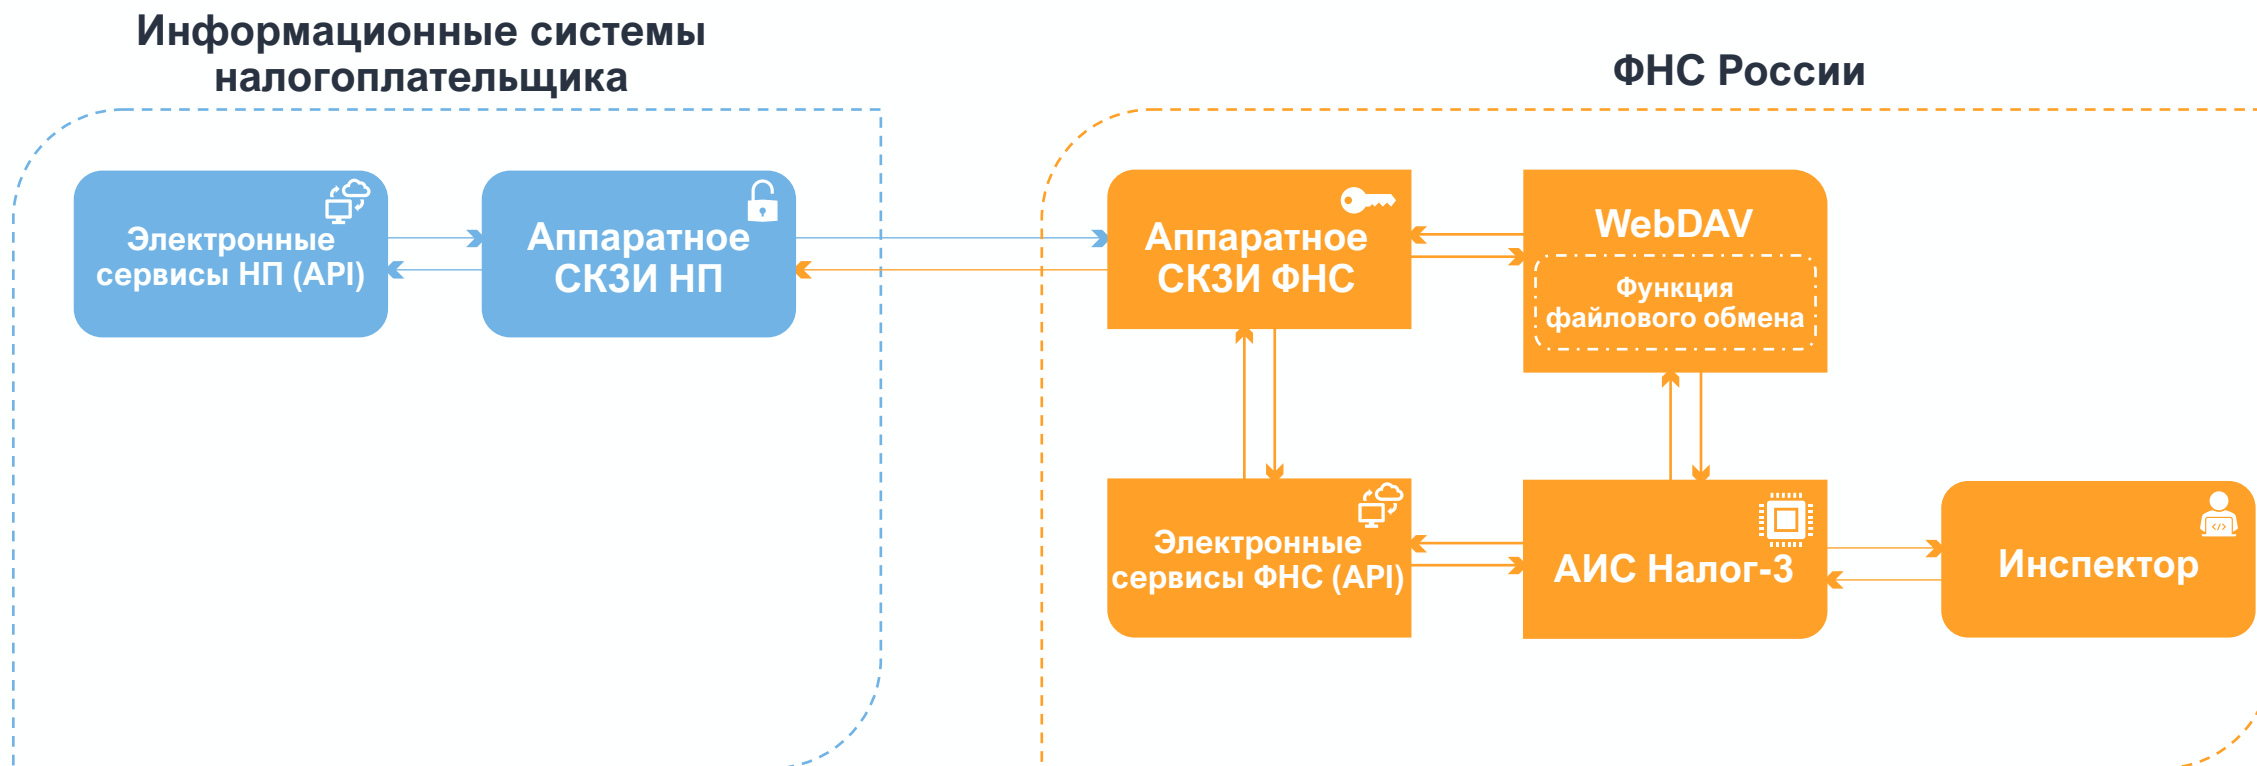 Информационные системы
налогоплательщика
ФНС России
Электронные
сервисы НП (API)
Аппаратное
СКЗИ НП
Аппаратное
СКЗИ ФНС
WebDAV
Функция
файлового обмена
Электронные
сервисы ФНС (API)
АИС Налог-3
Инспектор